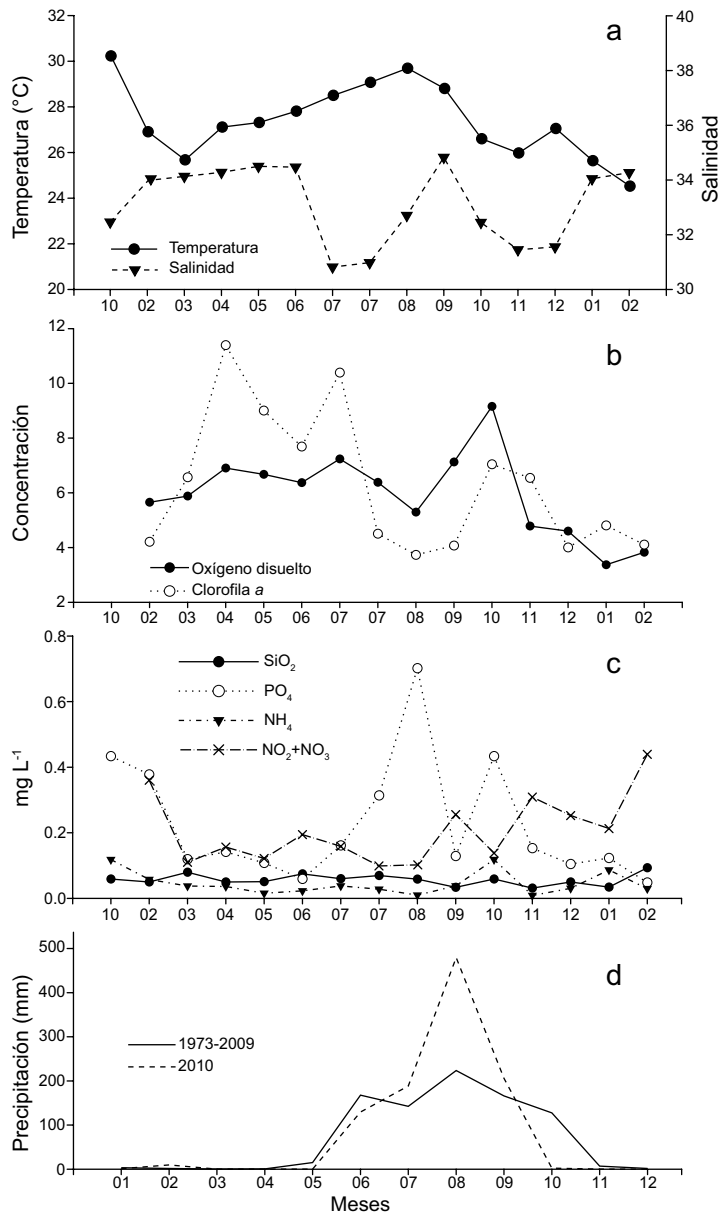 a
32
30
28
26
24
22
20
Temperatura (°C)
40
38
36
34
32
30
Salinidad
Temperatura
Salinidad
10 02 03 04 05 06 07 07 08 09 10 11 12 01 02
b
12
10
8
6
4
2
Concentración
Oxígeno disuelto
Clorofila a
10 02 03 04 05 06 07 07 08 09 10 11 12 01 02
c
0.8
0.6
0.4
0.2
0.0
mg L⁻¹
SiO₂
PO₄
NH₄
NO₂+NO₃
10 02 03 04 05 06 07 07 08 09 10 11 12 01 02
d
500
400
300
200
100
0
Precipitación (mm)
1973-2009
2010
01 02 03 04 05 06 07 08 09 10 11 12
Meses